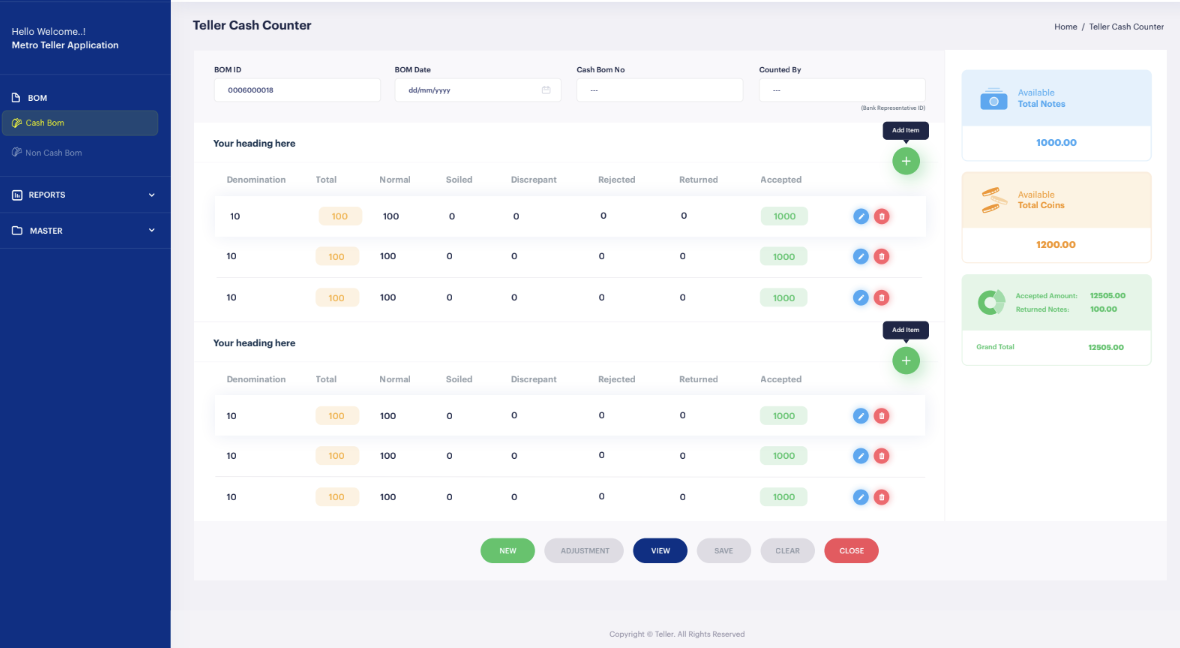 Hello Welcome..!
Metro Teller Application
BOM
Cash Bom
Non Cash Bom
REPORTS
MASTER
Teller Cash Counter
Home / Teller Cash Counter
BOM ID
BOM Date
Cash Bom No
Counted By
0006000018
dd/mm/yyyy
---
---
(Bank Representative ID)
Add Item
Your heading here
+
Denomination Total Normal Soiled Discrepant Rejected Returned Accepted
10 100 100 0 0 0 0 1000
10 100 100 0 0 0 0 1000
10 100 100 0 0 0 0 1000
Add Item
Your heading here
+
Denomination Total Normal Soiled Discrepant Rejected Returned Accepted
10 100 100 0 0 0 0 1000
10 100 100 0 0 0 0 1000
10 100 100 0 0 0 0 1000
NEW ADJUSTMENT VIEW SAVE CLEAR CLOSE
Available
Total Notes
1000.00
Available
Total Coins
1200.00
Accepted Amount: 12505.00
Returned Notes: 100.00
Grand Total 12505.00
Copyright © Teller. All Rights Reserved